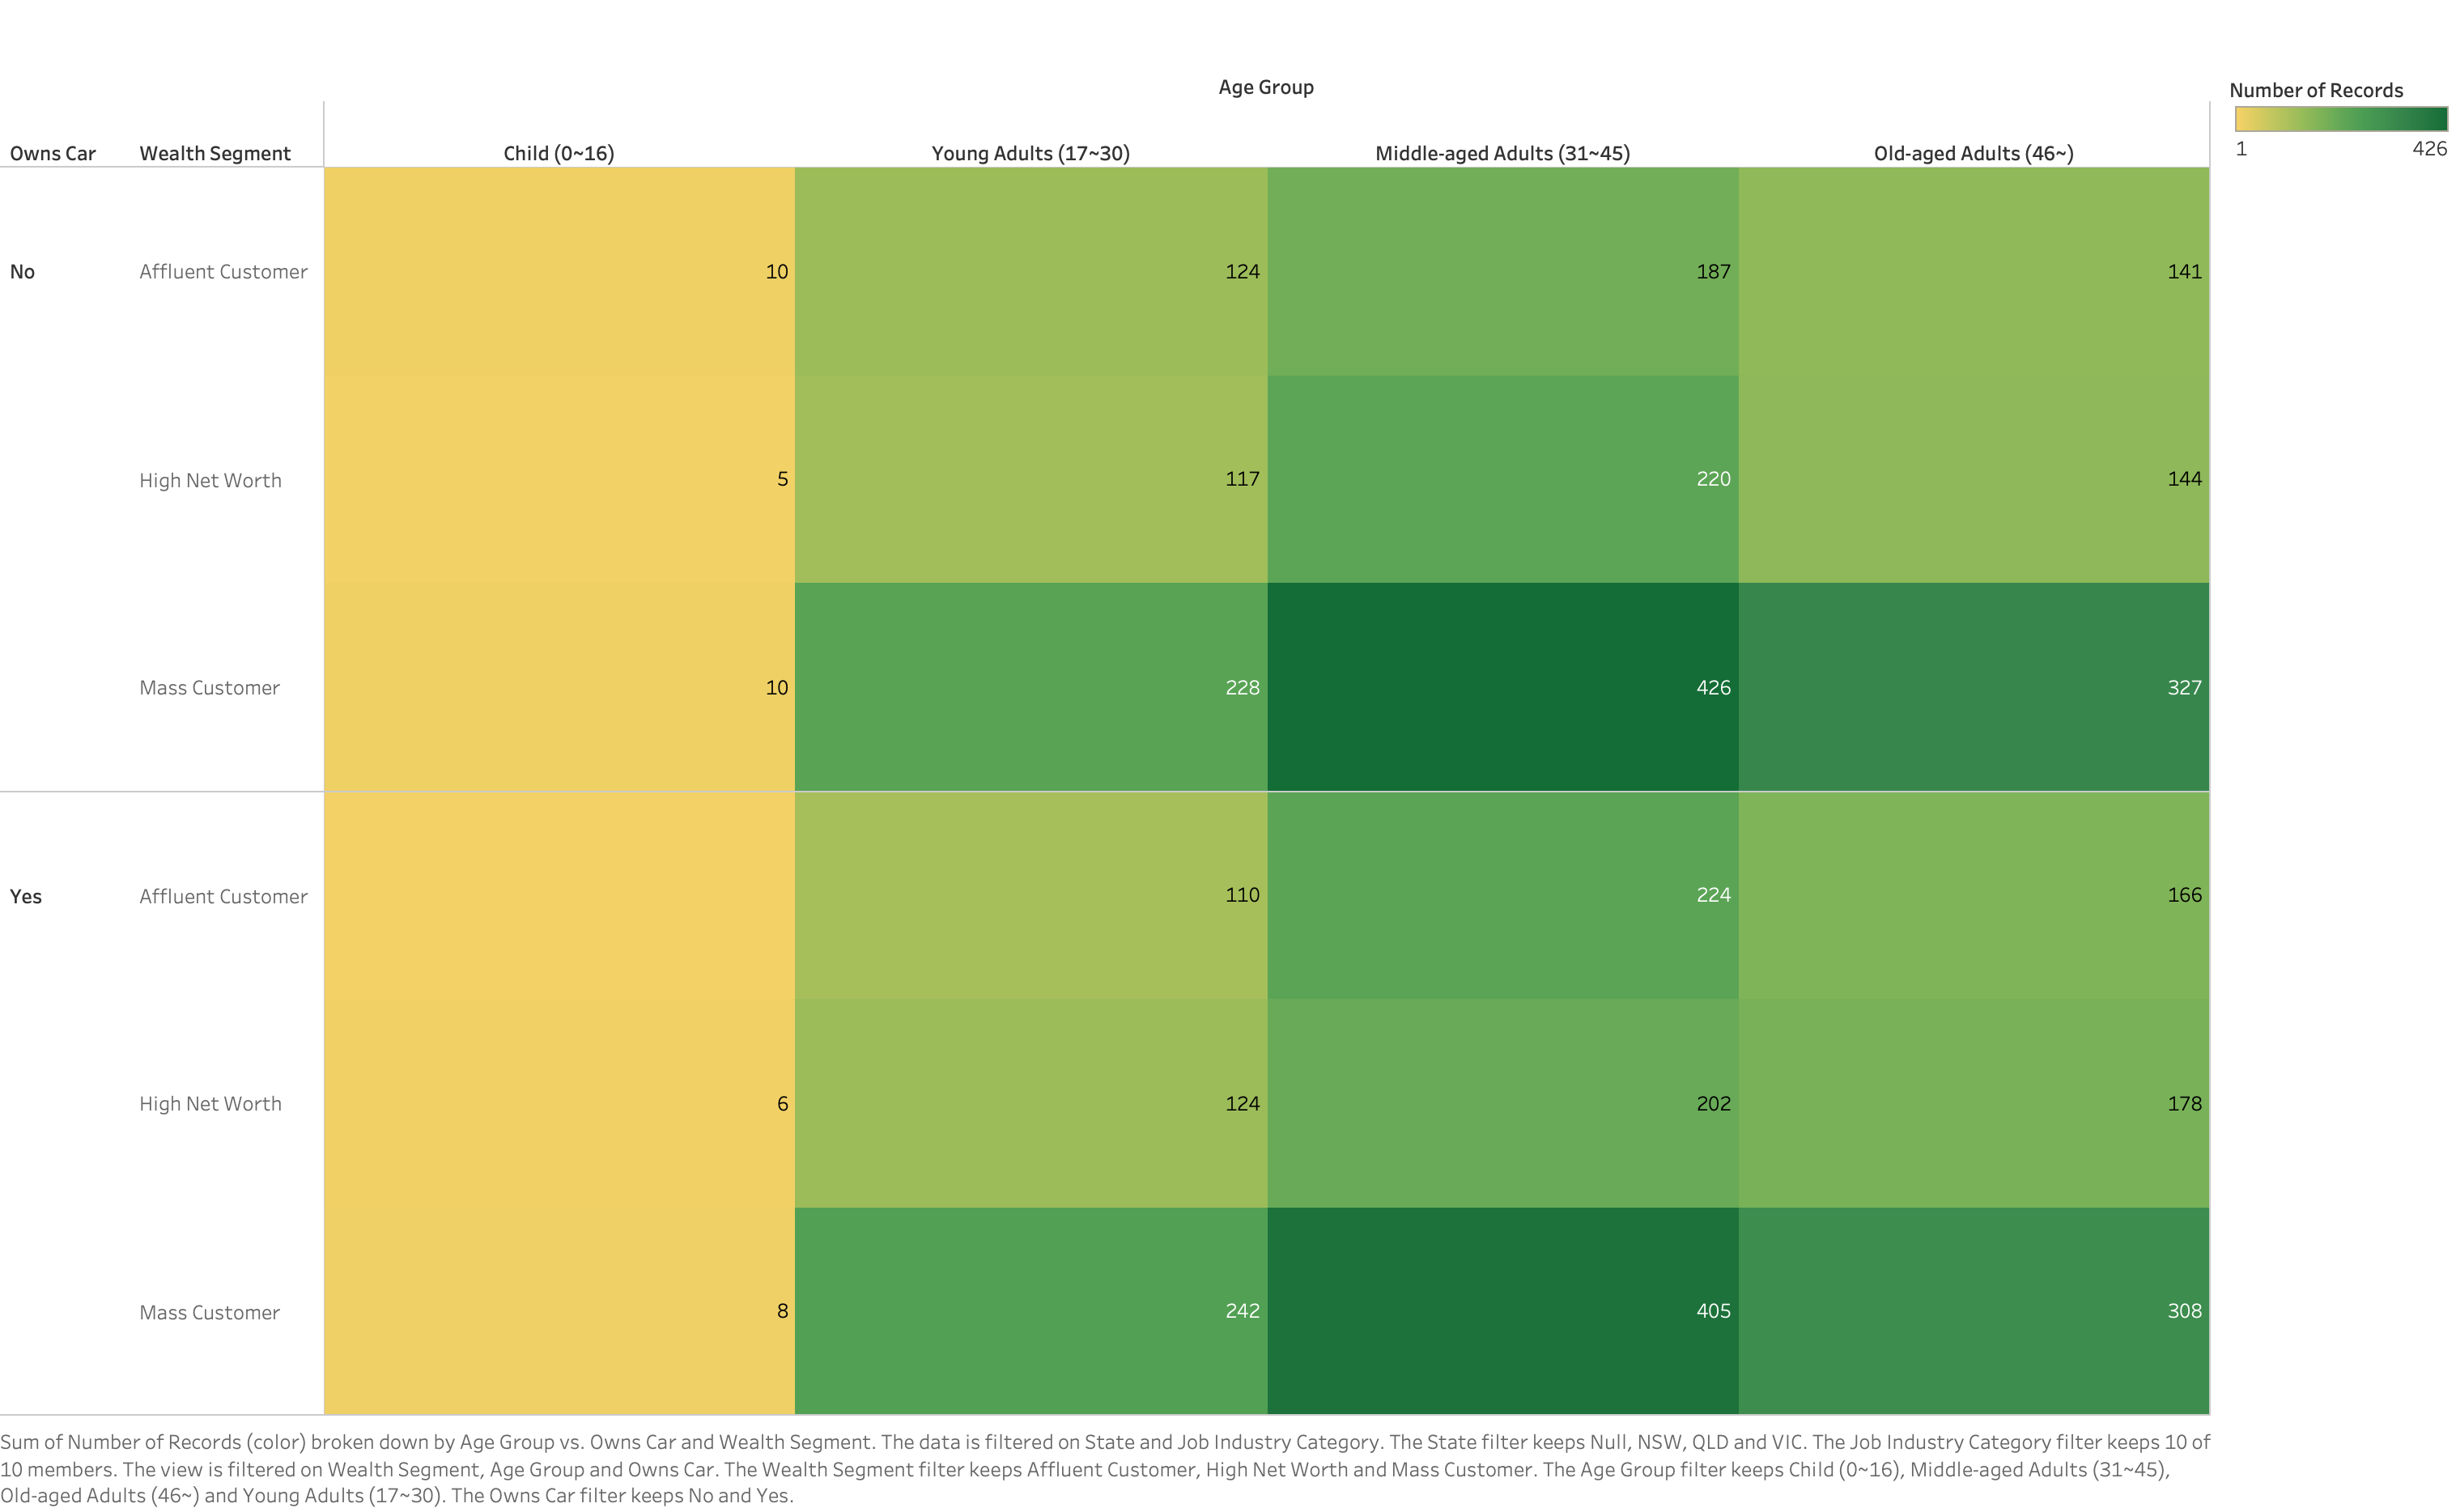 Age Group
Number of Records
1 426
Owns Car Wealth Segment Child (0~16) Young Adults (17~30) Middle-aged Adults (31~45) Old-aged Adults (46~)
No Affluent Customer 10 124 187 141
High Net Worth 5 117 220 144
Mass Customer 10 228 426 327
Yes Affluent Customer 110 224 166
High Net Worth 6 124 202 178
Mass Customer 8 242 405 308
Sum of Number of Records (color) broken down by Age Group vs. Owns Car and Wealth Segment. The data is filtered on State and Job Industry Category. The State filter keeps Null, NSW, QLD and VIC. The Job Industry Category filter keeps 10 of
10 members. The view is filtered on Wealth Segment, Age Group and Owns Car. The Wealth Segment filter keeps Affluent Customer, High Net Worth and Mass Customer. The Age Group filter keeps Child (0~16), Middle-aged Adults (31~45),
Old-aged Adults (46~) and Young Adults (17~30). The Owns Car filter keeps No and Yes.